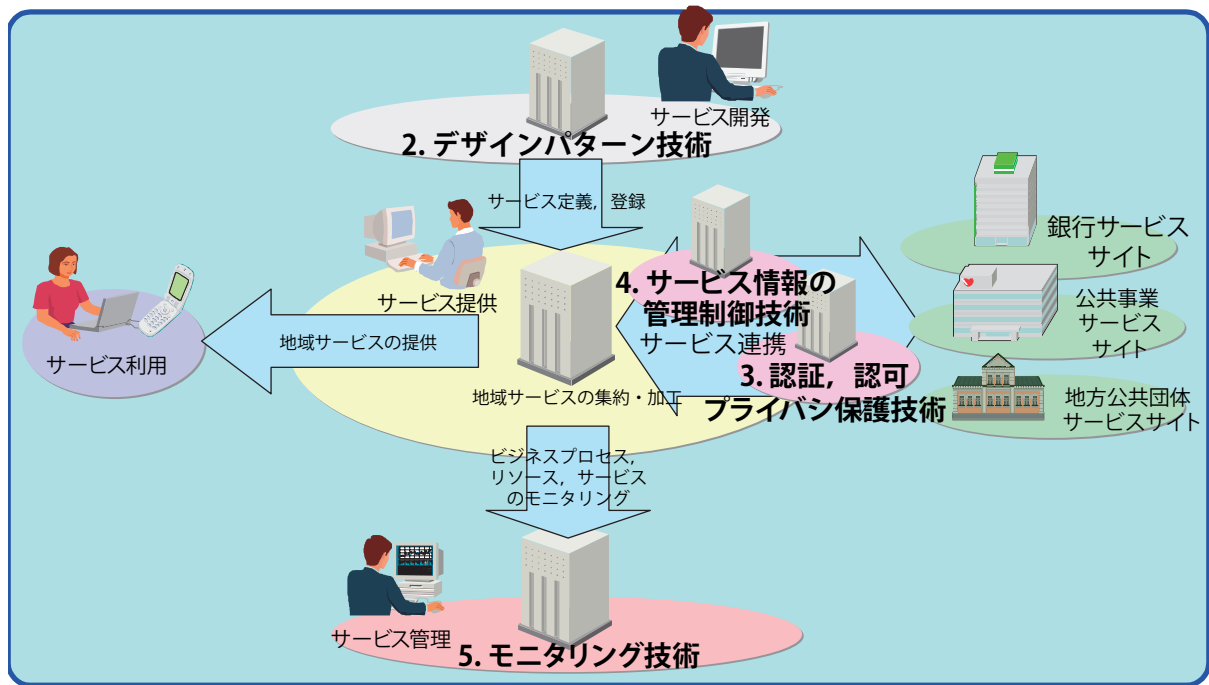 サービス開発
2. デザインパターン技術
サービス定義，登録
サービス提供
4. サービス情報の
管理制御技術
サービス連携
3. 認証，認可
プライバシ保護技術
銀行サービス
サイト
公共事業
サービス
サイト
地方公共団体
サービスサイト
地域サービスの提供
サービス利用
地域サービスの集約・加工
ビジネスプロセス，
リソース，サービス
のモニタリング
サービス管理
5. モニタリング技術